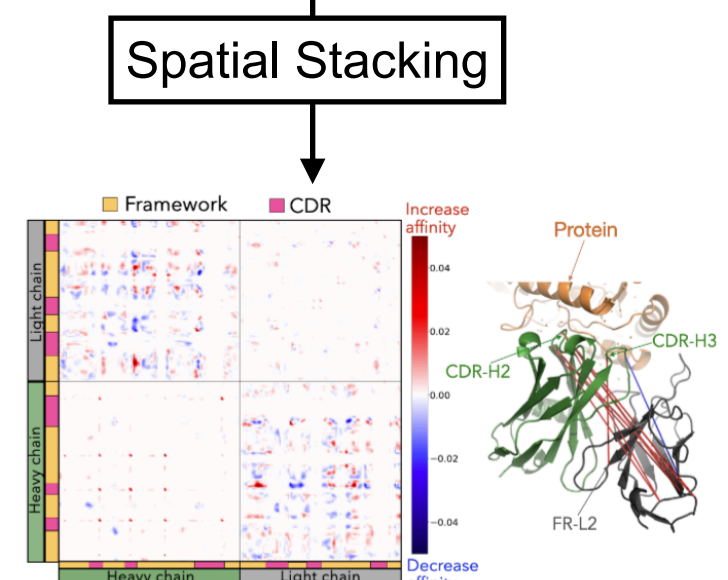 Spatial Stacking
Framework
CDR
Increase
affinity
0.04
0.02
0.00
−0.02
−0.04
Decrease
affinity
Light chain
Heavy chain
Heavy chain
Light chain
Protein
CDR-H3
CDR-H2
FR-L2